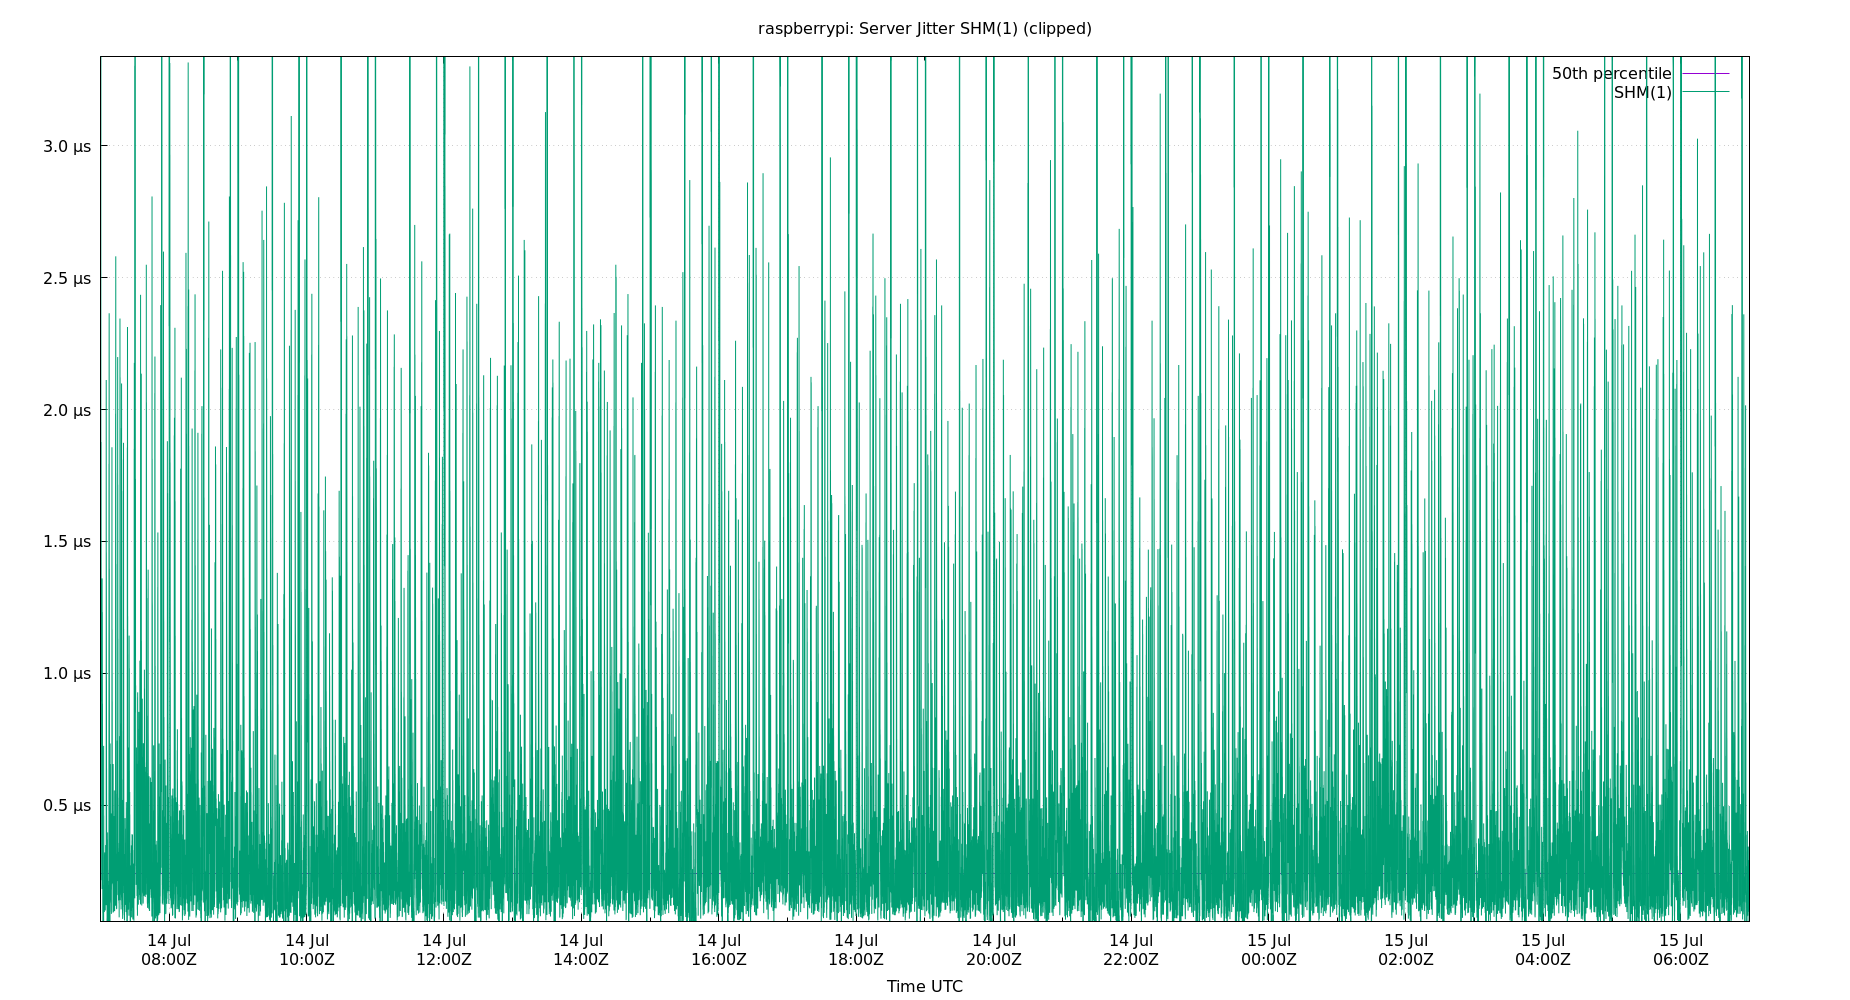 raspberrypi: Server Jitter SHM(1) (clipped)
50th percentile
SHM(1)
3.0 µs
2.5 µs
2.0 µs
1.5 µs
1.0 µs
0.5 µs
14 Jul 14 Jul 14 Jul 14 Jul 14 Jul 14 Jul 14 Jul 14 Jul 15 Jul 15 Jul 15 Jul 15 Jul
08:00Z 10:00Z 12:00Z 14:00Z 16:00Z 18:00Z 20:00Z 22:00Z 00:00Z 02:00Z 04:00Z 06:00Z
Time UTC